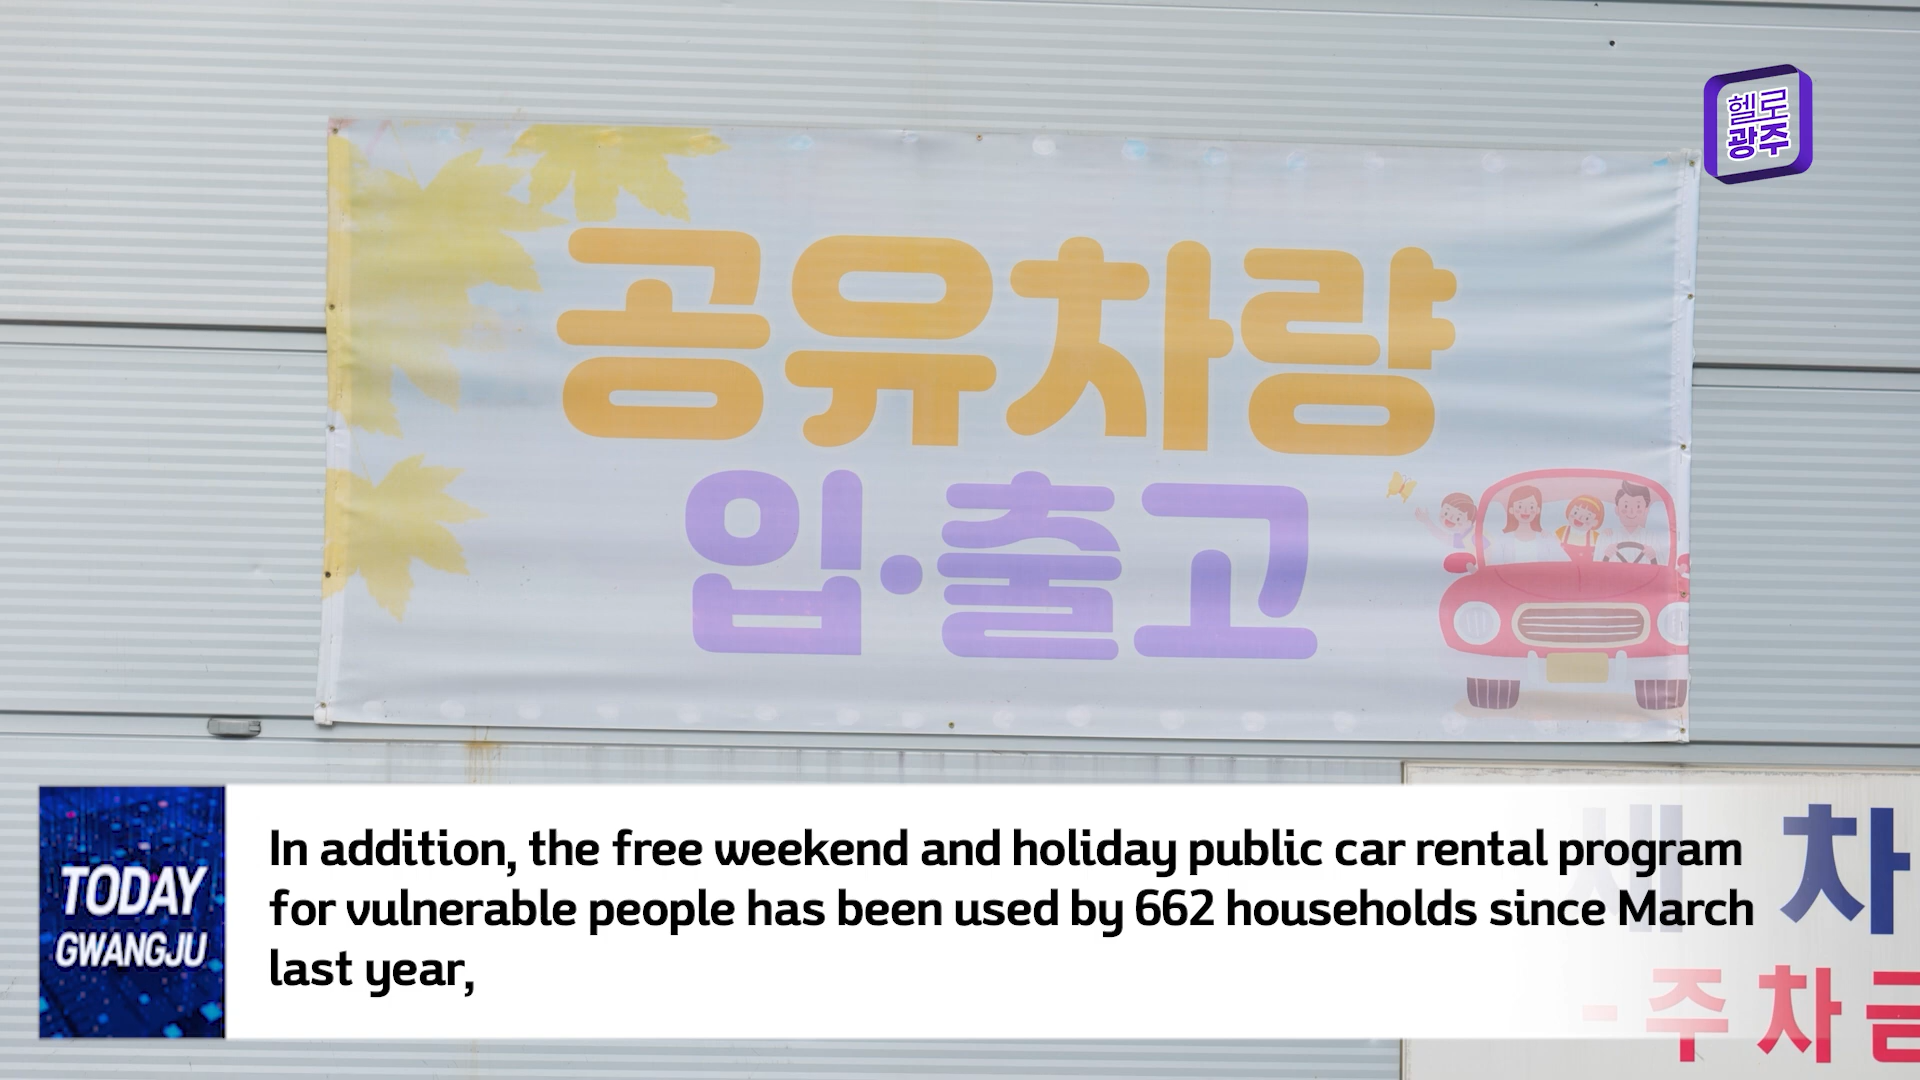 헬로
광주
공유차량
입·출고
TODAY
GWANGJU
In addition, the free weekend and holiday public car rental program
for vulnerable people has been used by 662 households since March
last year,
세 차